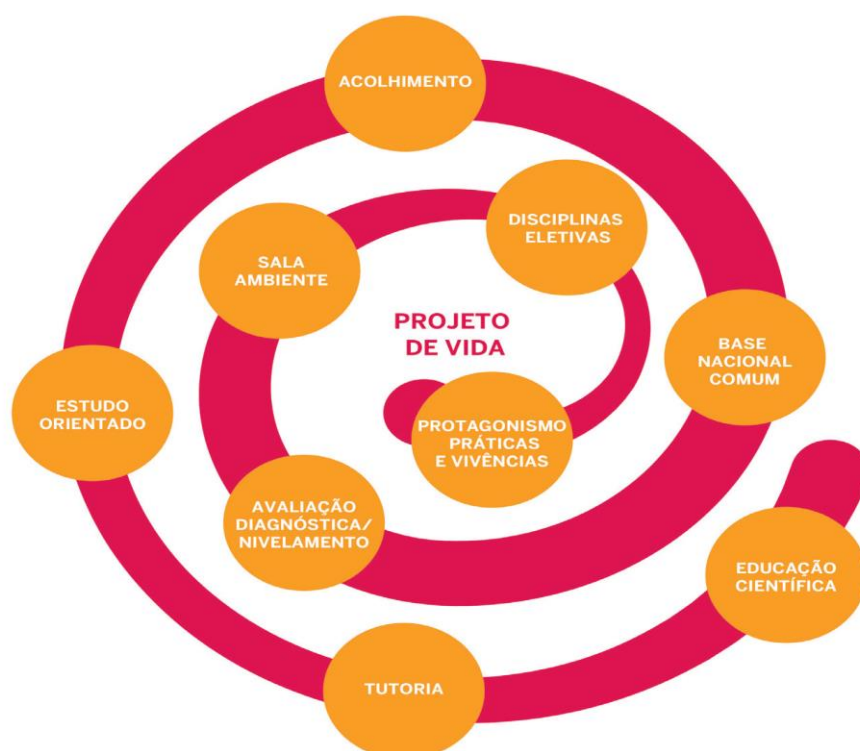 ACOLHIMENTO
DISCIPLINAS
ELETIVAS
SALA
AMBIENTE
PROJETO
DE VIDA
BASE
NACIONAL
COMUM
ESTUDO
ORIENTADO
PROTAGONISMO
PRÁTICAS
E VIVÊNCIAS
AVALIAÇÃO
DIAGNÓSTICA/
NIVELAMENTO
EDUCAÇÃO
CIENTÍFICA
TUTORIA